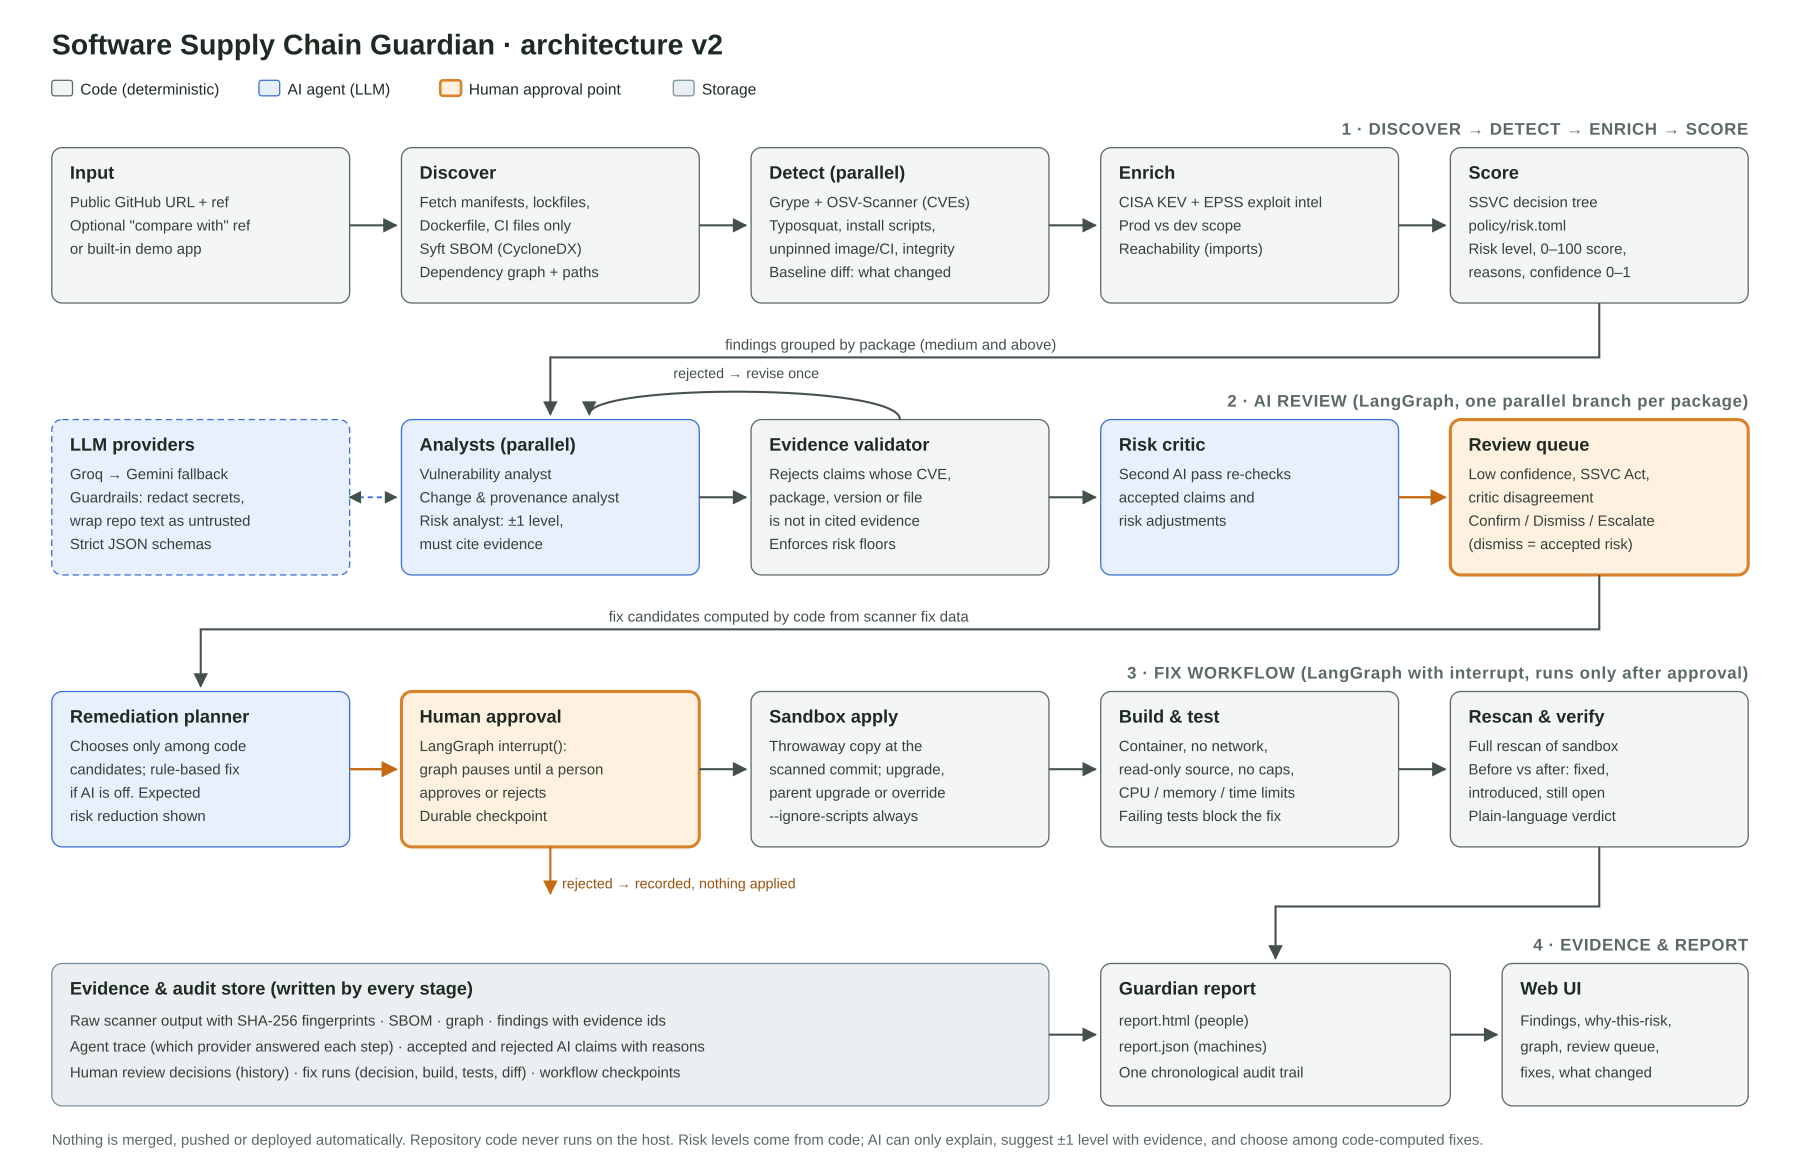 Software Supply Chain Guardian · architecture v2
Code (deterministic)
AI agent (LLM)
Human approval point
Storage
1 · DISCOVER → DETECT → ENRICH → SCORE
Input
Public GitHub URL + ref
Optional "compare with" ref
or built-in demo app
Discover
Fetch manifests, lockfiles,
Dockerfile, CI files only
Syft SBOM (CycloneDX)
Dependency graph + paths
Detect (parallel)
Grype + OSV-Scanner (CVEs)
Typosquat, install scripts,
unpinned image/CI, integrity
Baseline diff: what changed
Enrich
CISA KEV + EPSS exploit intel
Prod vs dev scope
Reachability (imports)
Score
SSVC decision tree
policy/risk.toml
Risk level, 0–100 score,
reasons, confidence 0–1
findings grouped by package (medium and above)
rejected → revise once
2 · AI REVIEW (LangGraph, one parallel branch per package)
LLM providers
Groq → Gemini fallback
Guardrails: redact secrets,
wrap repo text as untrusted
Strict JSON schemas
Analysts (parallel)
Vulnerability analyst
Change & provenance analyst
Risk analyst: ±1 level,
must cite evidence
Evidence validator
Rejects claims whose CVE,
package, version or file
is not in cited evidence
Enforces risk floors
Risk critic
Second AI pass re-checks
accepted claims and
risk adjustments
Review queue
Low confidence, SSVC Act,
critic disagreement
Confirm / Dismiss / Escalate
(dismiss = accepted risk)
fix candidates computed by code from scanner fix data
3 · FIX WORKFLOW (LangGraph with interrupt, runs only after approval)
Remediation planner
Chooses only among code
candidates; rule-based fix
if AI is off. Expected
risk reduction shown
Human approval
LangGraph interrupt():
graph pauses until a person
approves or rejects
Durable checkpoint
Sandbox apply
Throwaway copy at the
scanned commit; upgrade,
parent upgrade or override
--ignore-scripts always
Build & test
Container, no network,
read-only source, no caps,
CPU / memory / time limits
Failing tests block the fix
Rescan & verify
Full rescan of sandbox
Before vs after: fixed,
introduced, still open
Plain-language verdict
rejected → recorded, nothing applied
4 · EVIDENCE & REPORT
Evidence & audit store (written by every stage)
Raw scanner output with SHA-256 fingerprints · SBOM · graph · findings with evidence ids
Agent trace (which provider answered each step) · accepted and rejected AI claims with reasons
Human review decisions (history) · fix runs (decision, build, tests, diff) · workflow checkpoints
Guardian report
report.html (people)
report.json (machines)
One chronological audit trail
Web UI
Findings, why-this-risk,
graph, review queue,
fixes, what changed
Nothing is merged, pushed or deployed automatically. Repository code never runs on the host. Risk levels come from code; AI can only explain, suggest ±1 level with evidence, and choose among code-computed fixes.